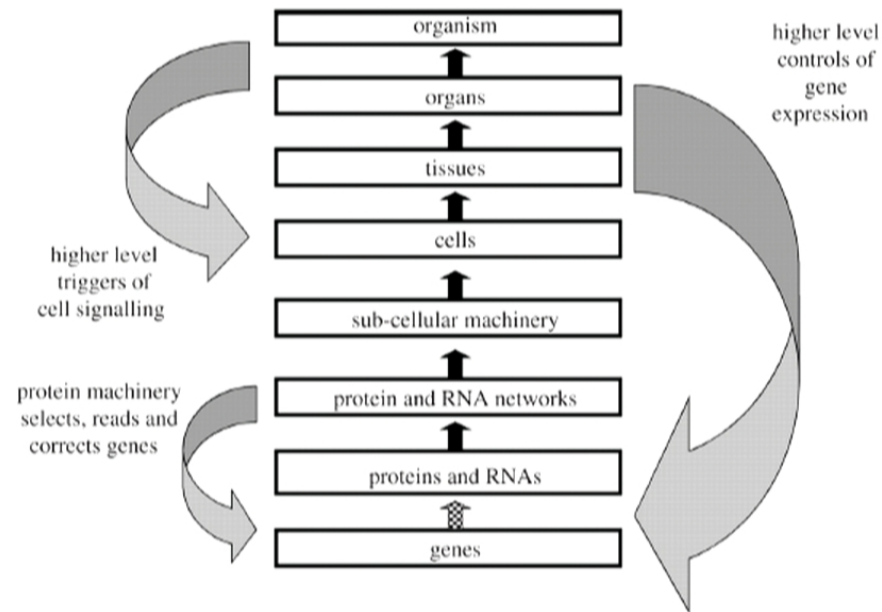 organism
organs
tissues
cells
sub-cellular machinery
protein and RNA networks
proteins and RNAs
genes
higher level
triggers of
cell signalling
protein machinery
selects, reads and
corrects genes
higher level
controls of
gene
expression